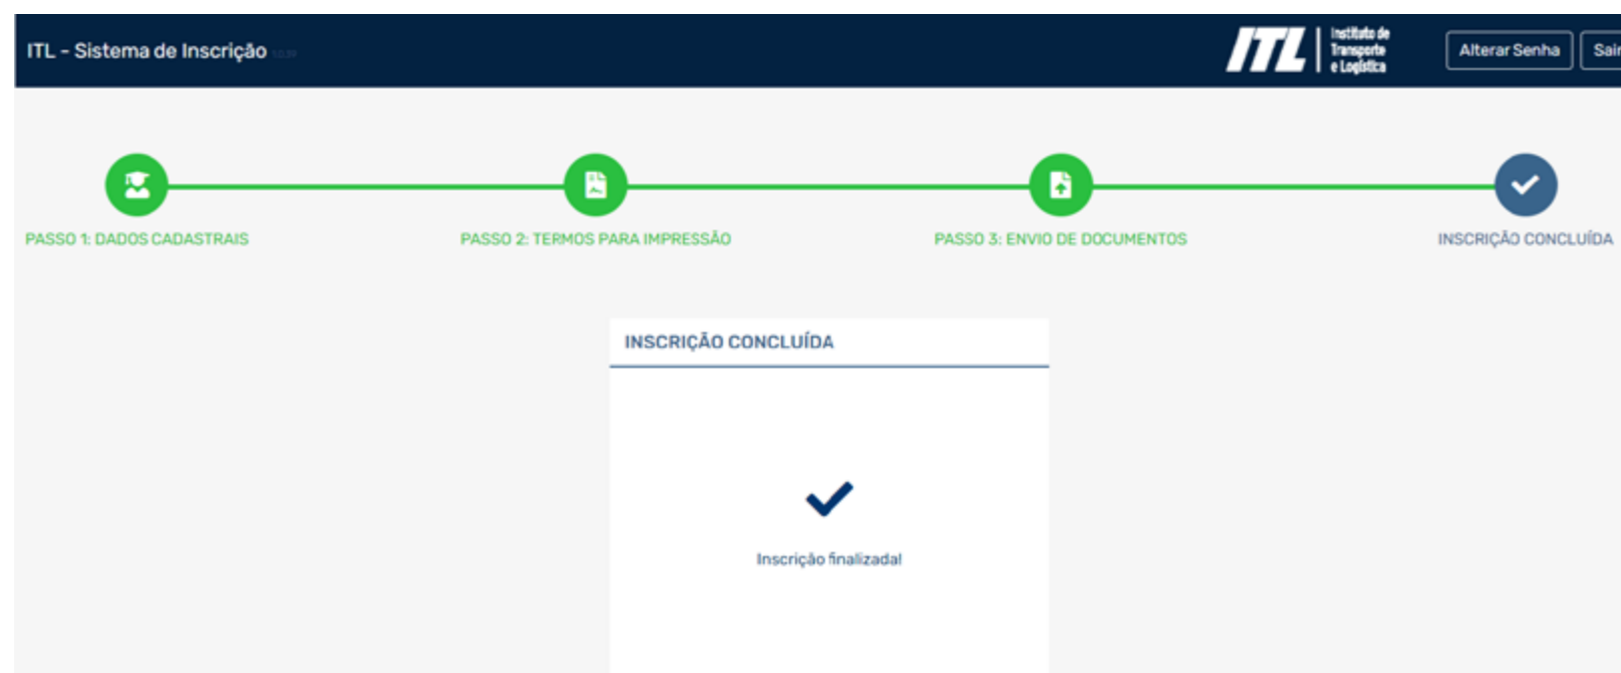 ITL - Sistema de Inscrição
ITL
Instituto de
Transporte
e Logística
Alterar Senha
Sair
PASSO 1: DADOS CADASTRAIS
PASSO 2: TERMOS PARA IMPRESSÃO
PASSO 3: ENVIO DE DOCUMENTOS
INSCRIÇÃO CONCLUÍDA
INSCRIÇÃO CONCLUÍDA
Inscrição finalizada!